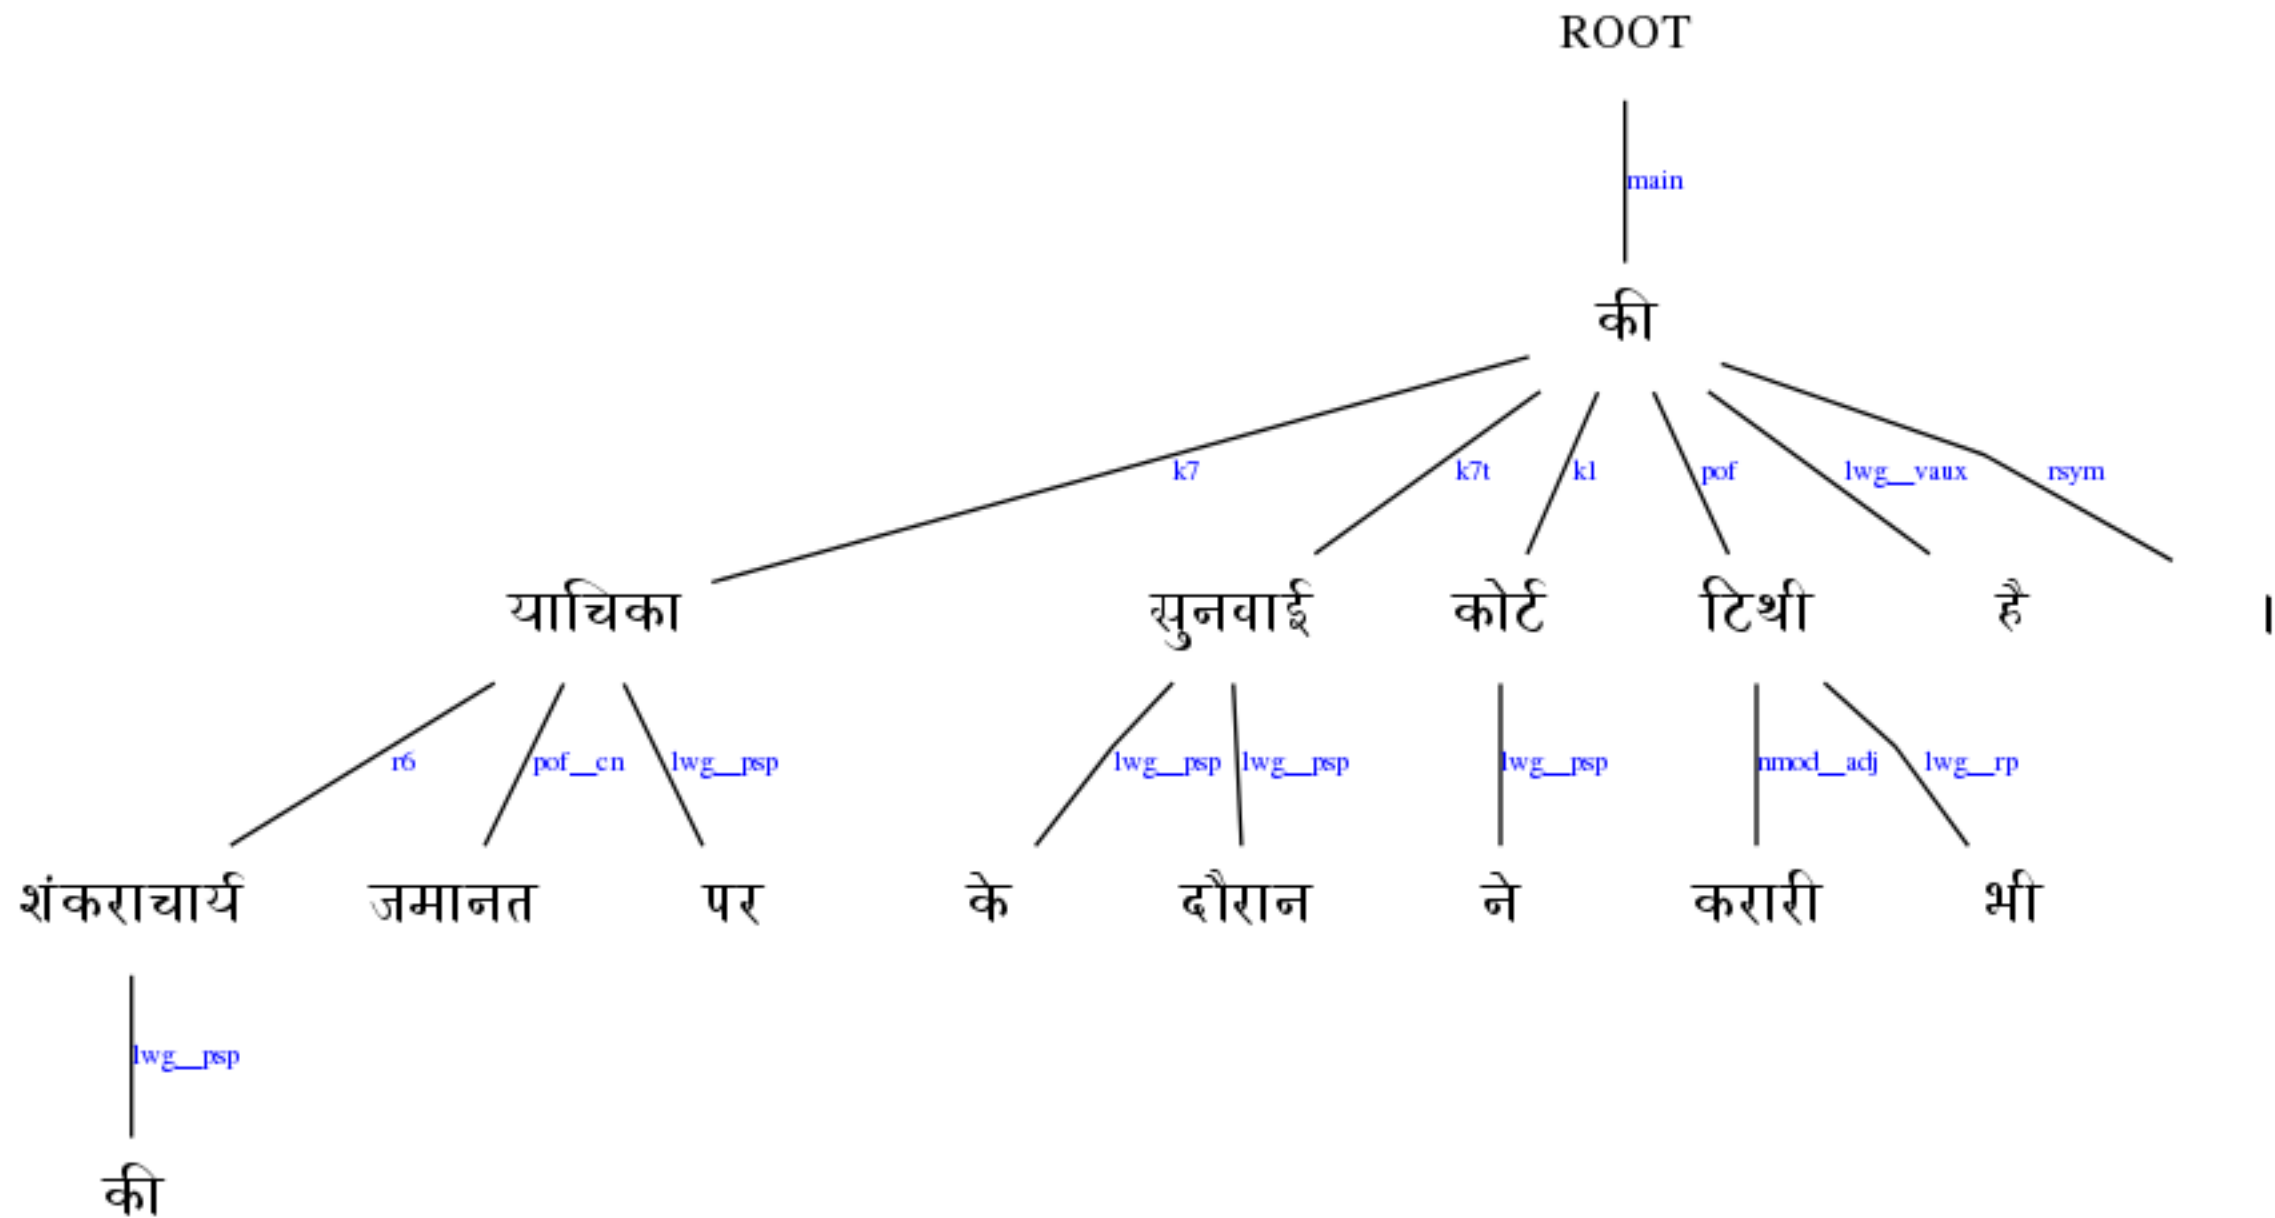 ROOT
main
की
k7 k7t k1 pof lwg__vaux rsym
याचिका सुनवाई कोर्ट टिथी है ।
r6 pof__cn lwg__psp lwg__psp lwg__psp lwg__psp nmod__adj lwg__rp
शंकराचार्य जमानत पर के दौरान ने करारी भी
lwg__psp
की